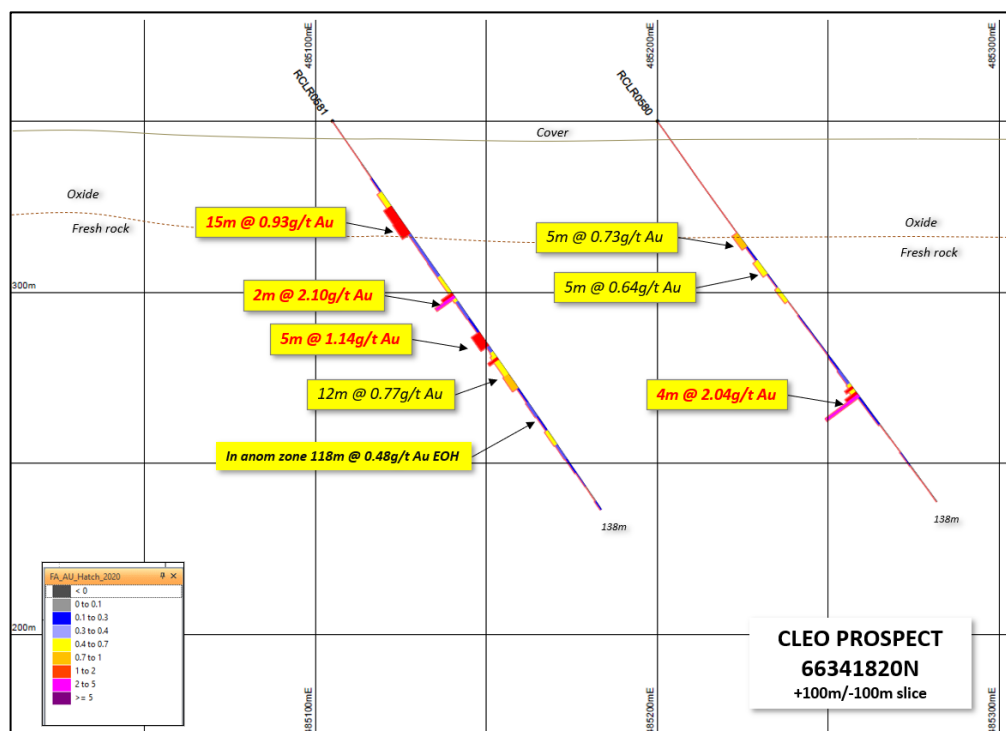 485100mE
485200mE
485300mE
RCLR0681
RCLR0580
Cover
Oxide
Fresh rock
15m @ 0.93g/t Au
5m @ 0.73g/t Au
Oxide
Fresh rock
5m @ 0.64g/t Au
300m
2m @ 2.10g/t Au
5m @ 1.14g/t Au
12m @ 0.77g/t Au
4m @ 2.04g/t Au
In anom zone 118m @ 0.48g/t Au EOH
138m
138m
FA_AU_Hatch_2020
< 0
0 to 0.1
0.1 to 0.3
0.3 to 0.4
0.4 to 0.7
0.7 to 1
1 to 2
2 to 5
>= 5
200m
CLEO PROSPECT
66341820N
+100m/-100m slice
485100mE
485200mE
485300mE